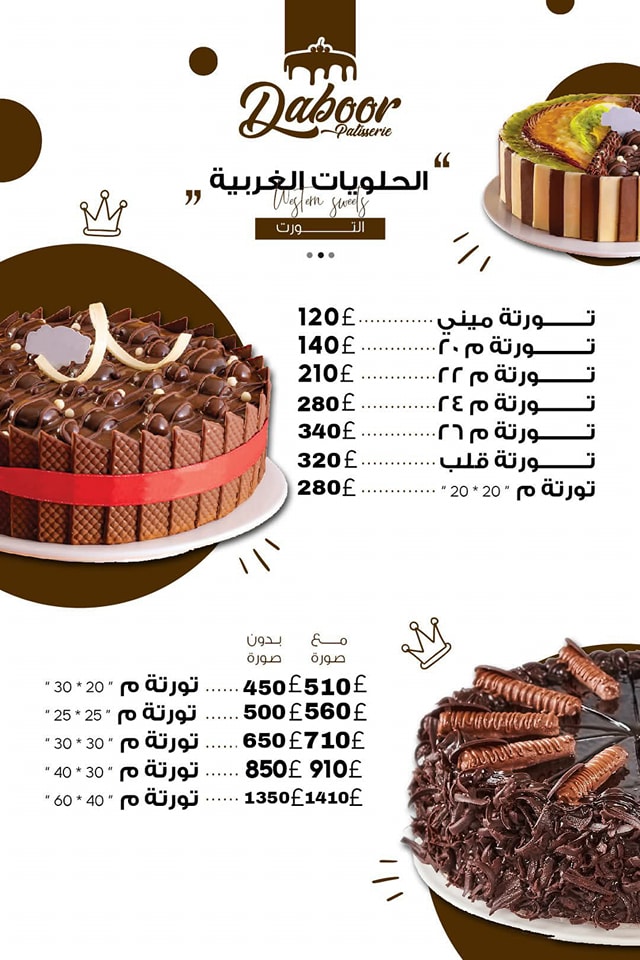 Daboor
Patisserie
" الحلويات الغربية "
Western sweets
التورت
تورتة ميني ............ £120
تورتة م ٢٠ ............ £140
تورتة م ٢٢ ............ £210
تورتة م ٢٤ ............ £280
تورتة م ٢٦ ............ £340
تورتة قلب ............ £320
تورتة م " 20 * 20 " ............ £280
مع صورة
بدون صورة
تورتة م " 20 * 30 " ...... 450£ 510£
تورتة م " 25 * 25 " ...... 500£ 560£
تورتة م " 30 * 30 " ...... 650£ 710£
تورتة م " 30 * 40 " ...... 850£ 910£
تورتة م " 40 * 60 " ...... 1350£ 1410£